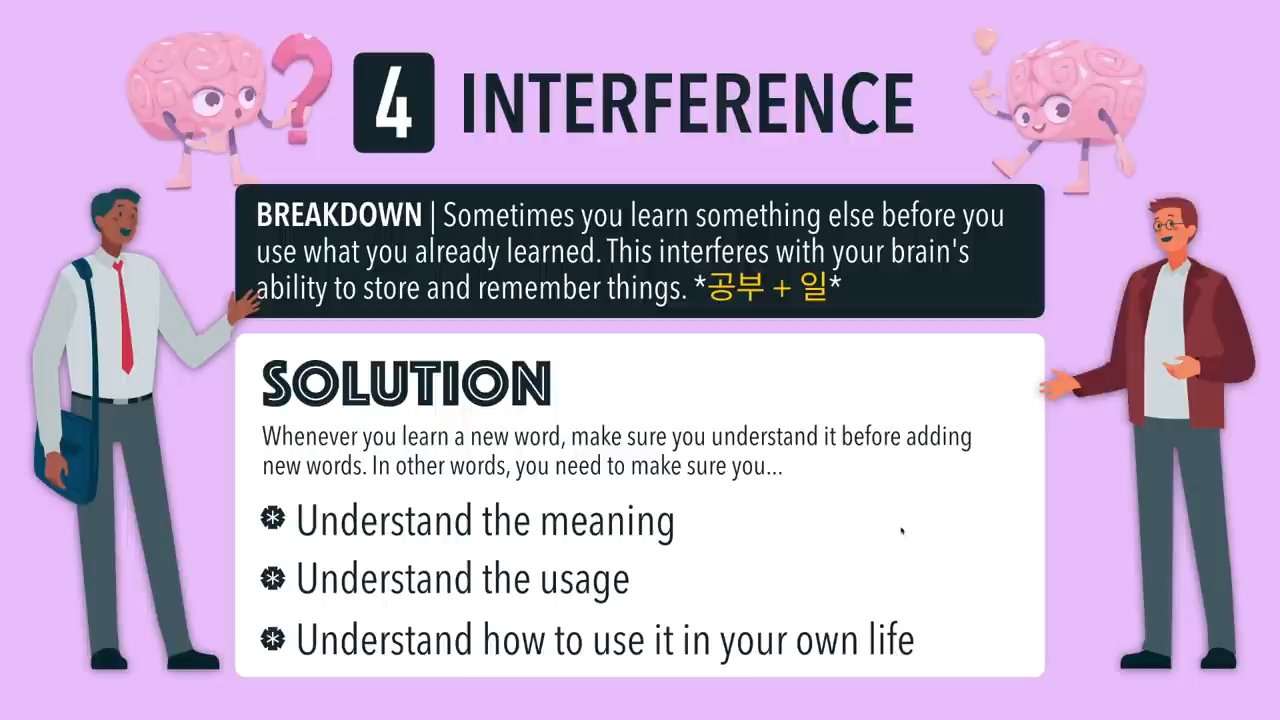 4 INTERFERENCE
BREAKDOWN | Sometimes you learn something else before you
use what you already learned. This interferes with your brain's
ability to store and remember things. *공부 + 일*
SOLUTION
Whenever you learn a new word, make sure you understand it before adding
new words. In other words, you need to make sure you...
Understand the meaning
Understand the usage
Understand how to use it in your own life